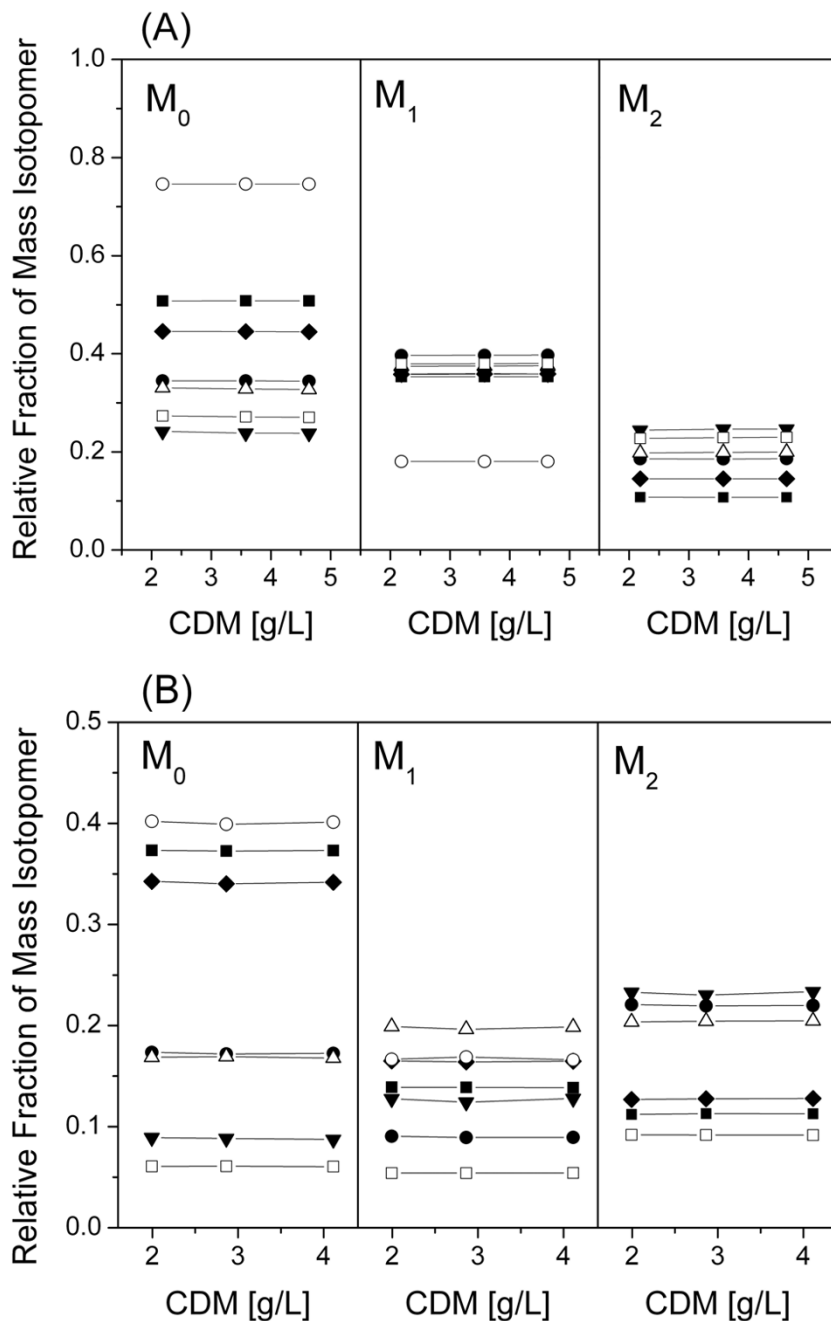 (A)
Relative Fraction of Mass Isotopomer
1.0
0.8
0.6
0.4
0.2
0.0
M0
M1
M2
2 3 4 5
2 3 4 5
2 3 4 5
CDM [g/L]
CDM [g/L]
CDM [g/L]
(B)
Relative Fraction of Mass Isotopomer
0.5
0.4
0.3
0.2
0.1
0.0
M0
M1
M2
2 3 4
2 3 4
2 3 4
CDM [g/L]
CDM [g/L]
CDM [g/L]